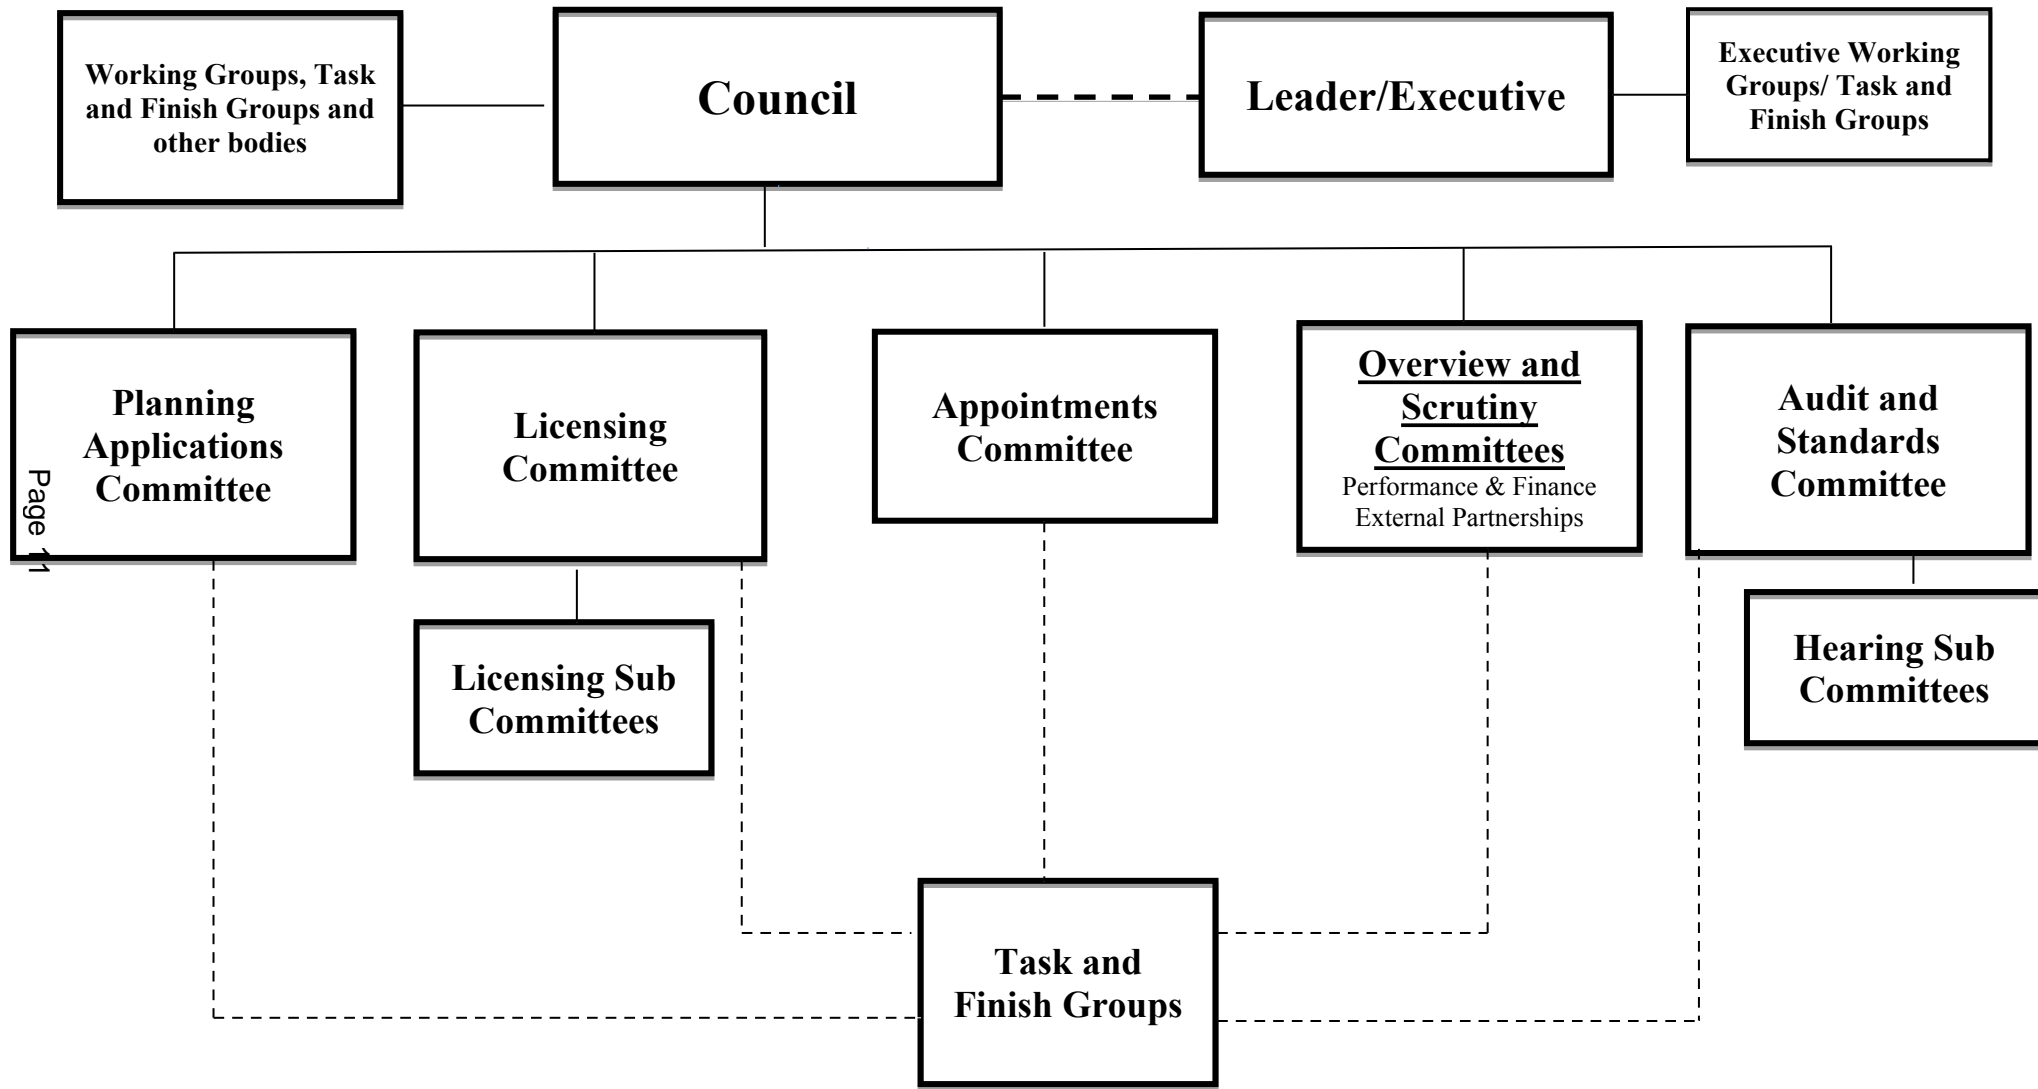 Working Groups, Task
and Finish Groups and
other bodies
Council
Leader/Executive
Executive Working
Groups/ Task and
Finish Groups
Planning
Applications
Committee
Licensing
Committee
Appointments
Committee
Overview and
Scrutiny
Committees
Performance & Finance
External Partnerships
Audit and
Standards
Committee
Page 11
Licensing Sub
Committees
Hearing Sub
Committees
Task and
Finish Groups